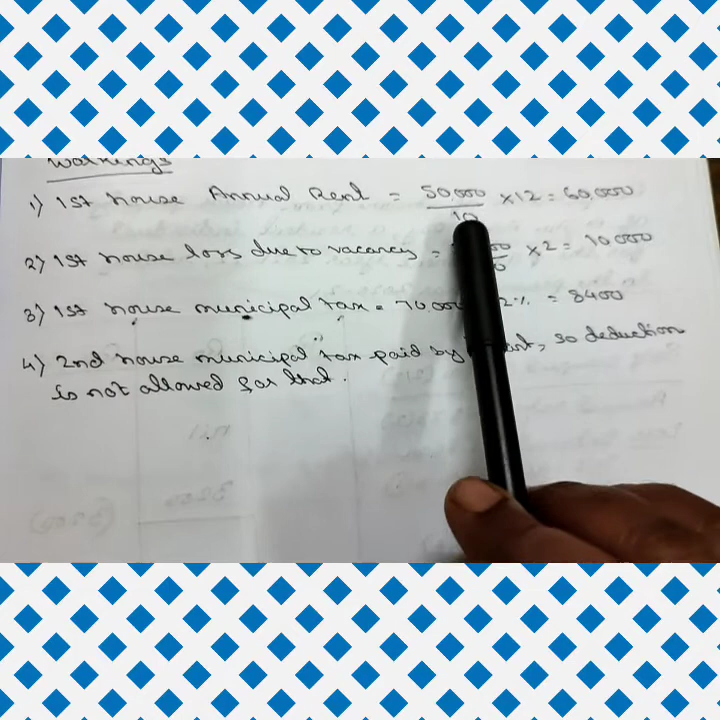 Workings
1) 1st house Annual Rent = 50,000/10 ×12 = 60,000
2) 1st house loss due to vacancy = ×2 = 10000
3) 1st house municipal tax = 70,000 2% = 8400
4) 2nd house municipal tax paid by so deduction
is not allowed for that.